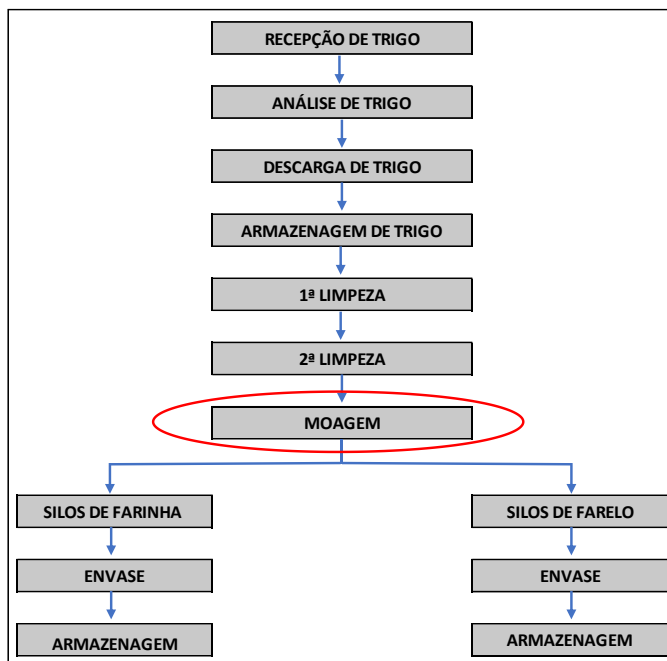 RECEPÇÃO DE TRIGO
ANÁLISE DE TRIGO
DESCARGA DE TRIGO
ARMAZENAGEM DE TRIGO
1ª LIMPEZA
2ª LIMPEZA
MOAGEM
SILOS DE FARINHA
SILOS DE FARELO
ENVASE
ENVASE
ARMAZENAGEM
ARMAZENAGEM